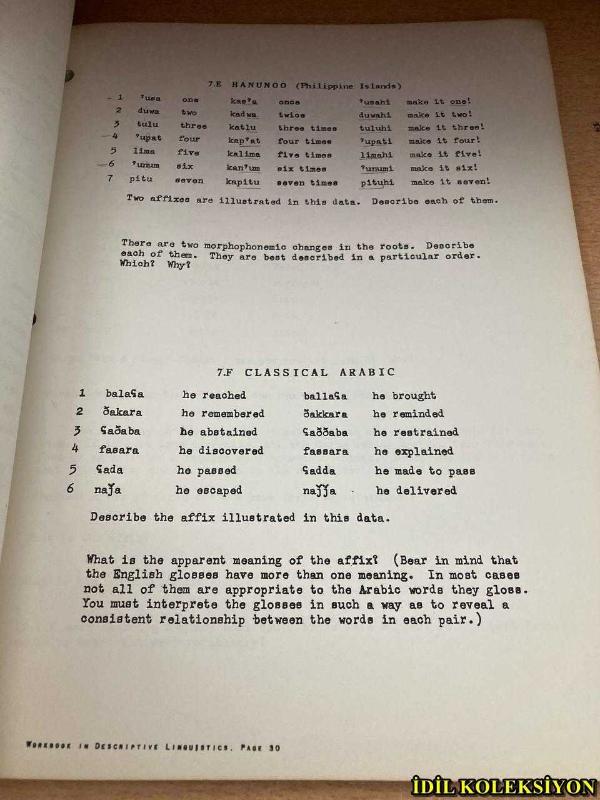 7.E HANUNOO (Philippine Islands)
1 ˀusa one kasˀa once ˀusahi make it one!
2 duwa two kadwa twice duwahi make it two!
3 tulu three katlu three times tuluhi make it three!
4 ˀupat four kapˀat four times ˀupati make it four!
5 lima five kalima five times limahi make it five!
6 ˀunum six kanˀum six times ˀunumi make it six!
7 pitu seven kapitu seven times pituhi make it seven!
Two affixes are illustrated in this data. Describe each of them.
There are two morphophonemic changes in the roots. Describe
each of them. They are best described in a particular order.
Which? Why?
7.F CLASSICAL ARABIC
1 balaʕa he reached ballaʕa he brought
2 ðakara he remembered ðakkara he reminded
3 ʕaðaba he abstained ʕaððaba he restrained
4 fasara he discovered fassara he explained
5 ʕada he passed ʕadda he made to pass
6 naǰa he escaped naǰǰa he delivered
Describe the affix illustrated in this data.
What is the apparent meaning of the affix? (Bear in mind that
the English glosses have more than one meaning. In most cases
not all of them are appropriate to the Arabic words they gloss.
You must interpret the glosses in such a way as to reveal a
consistent relationship between the words in each pair.)
WORKBOOK IN DESCRIPTIVE LINGUISTICS, PAGE 30
İDİL KOLEKSİYON